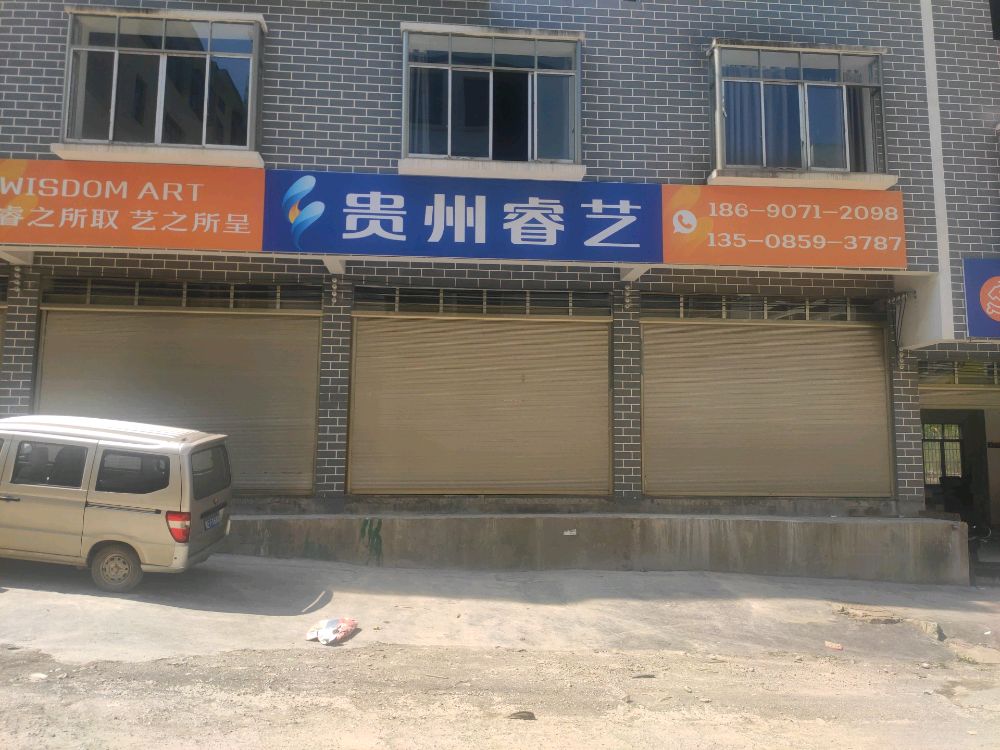 WISDOM ART
睿之所取 艺之所呈
贵州睿艺
186-9071-2098
135-0859-3787